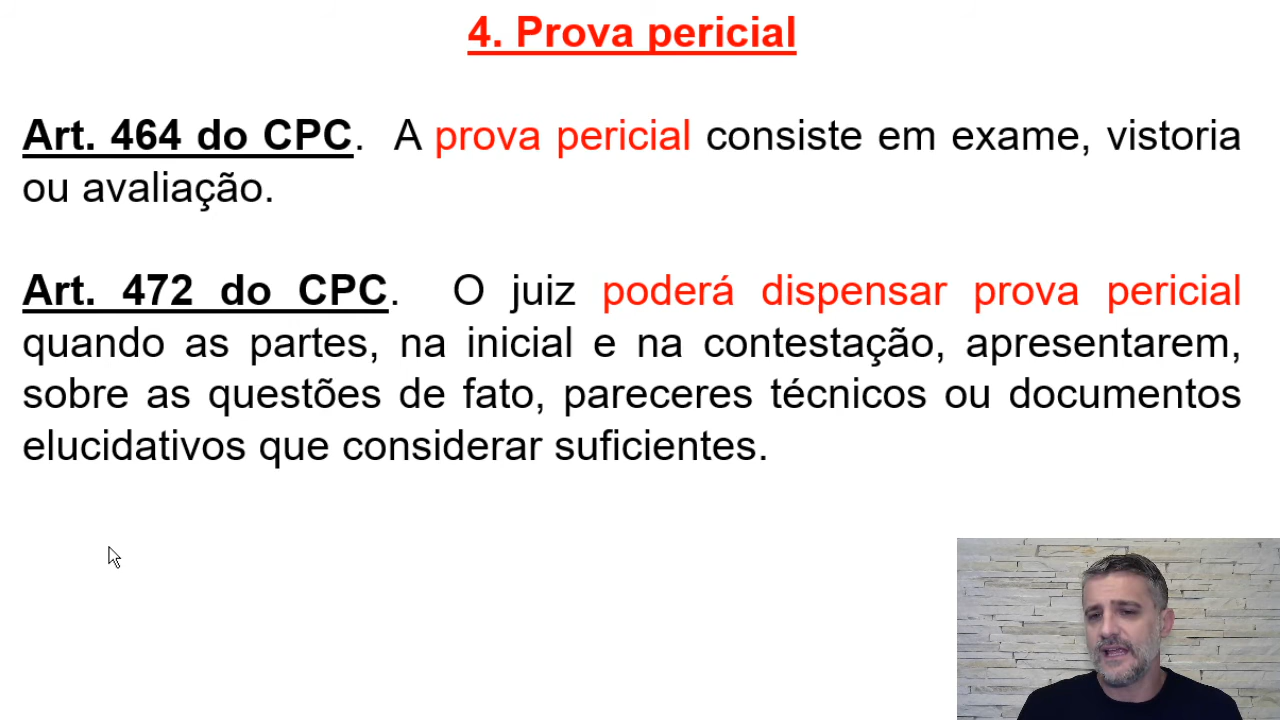 4. Prova pericial
Art. 464 do CPC. A prova pericial consiste em exame, vistoria
ou avaliação.
Art. 472 do CPC. O juiz poderá dispensar prova pericial
quando as partes, na inicial e na contestação, apresentarem,
sobre as questões de fato, pareceres técnicos ou documentos
elucidativos que considerar suficientes.